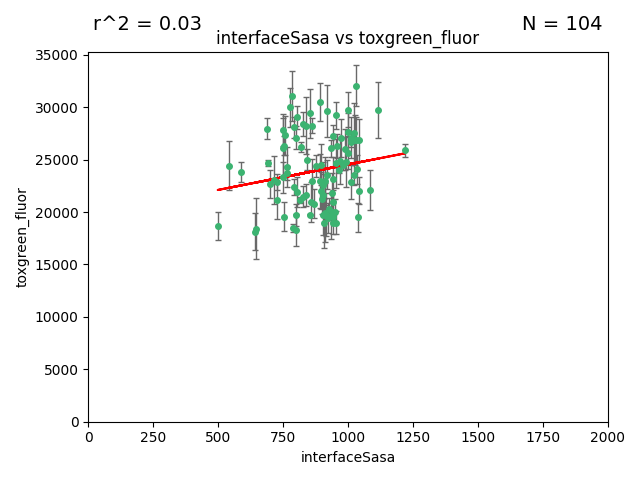 r^2 = 0.03
N = 104
interfaceSasa vs toxgreen_fluor
35000
30000
25000
20000
15000
10000
5000
0
toxgreen_fluor
0 250 500 750 1000 1250 1500 1750 2000
interfaceSasa